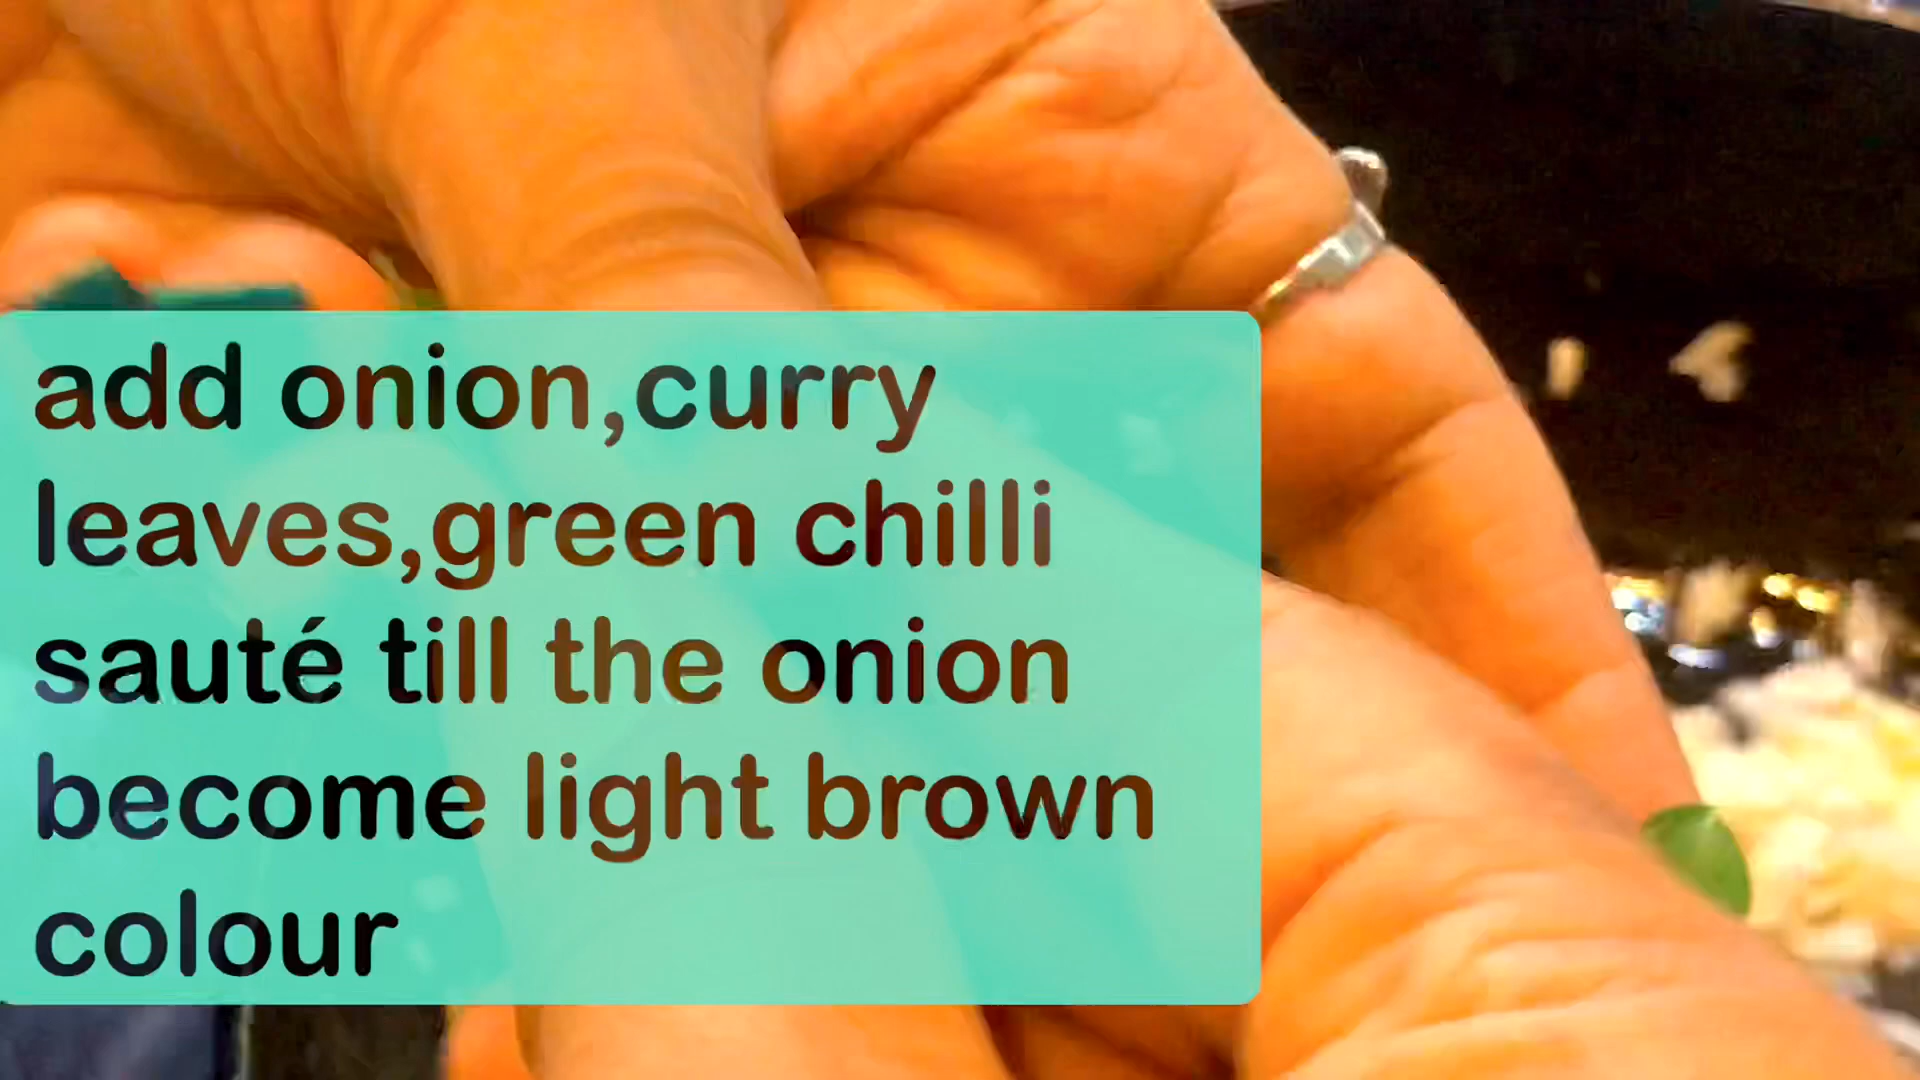 add onion,curry
leaves,green chilli
sauté till the onion
become light brown
colour